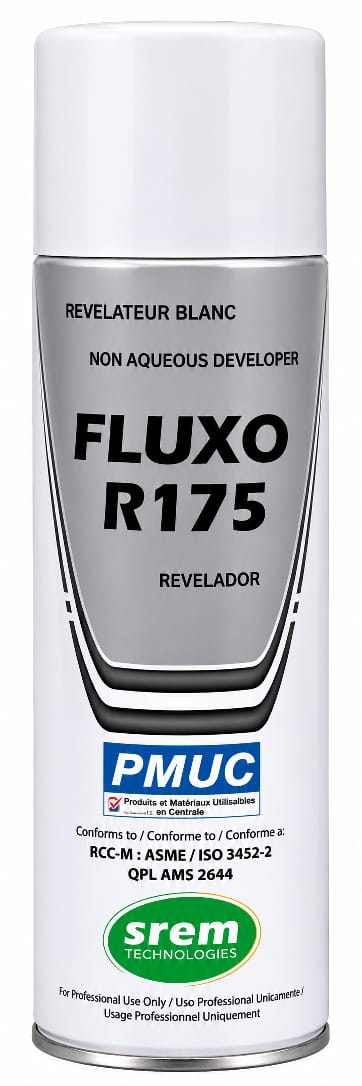 REVELATEUR BLANC
NON AQUEOUS DEVELOPER
FLUXO
R175
REVELADOR
PMUC
Produits et Matériaux Utilisalbles
en Centrale
Conforms to / Conforme to / Conforme a:
RCC-M : ASME / ISO 3452-2
QPL AMS 2644
srem
TECHNOLOGIES
For Professional Use Only / Uso Professional Unicamente /
Usage Professionnel Uniquement